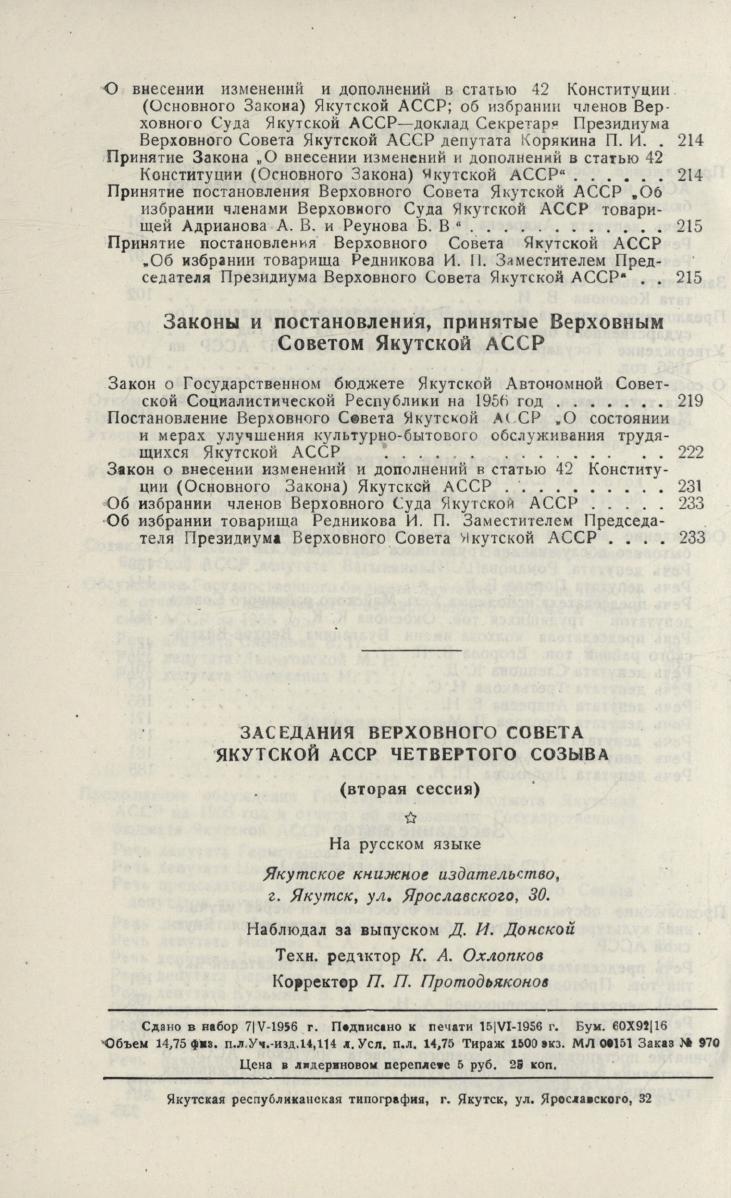 О внесении изменений и дополнений в статью 42 Конституции
(Основного Закона) Якутской АССР; об избрании членов Вер-
ховного Суда Якутской АССР—доклад Секретаря Президиума
Верховного Совета Якутской АССР депутата Корякина П. И. . 214
Принятие Закона „О внесении изменений и дополнений в статью 42
Конституции (Основного Закона) Якутской АССР“ . . . . . . 214
Принятие постановления Верховного Совета Якутской АССР „Об
избрании членами Верховного Суда Якутской АССР товари-
щей Адрианова А. В. и Реунова Б. В “ . . . . . . . . . . . . 215
Принятие постановления Верховного Совета Якутской АССР
„Об избрании товарища Редникова И. П. Заместителем Пред-
седателя Президиума Верховного Совета Якутской АССР“ . . 215
Законы и постановления, принятые Верховным
Советом Якутской АССР
Закон о Государственном бюджете Якутской Автономной Совет-
ской Социалистической Республики на 1956 год . . . . . . . 219
Постановление Верховного Совета Якутской АССР „О состоянии
и мерах улучшения культурно-бытового обслуживания трудя-
щихся Якутской АССР . . . . . . . . . . . . . 222
Закон о внесении изменений и дополнений в статью 42 Конститу-
ции (Основного Закона) Якутской АССР . . . . . . . . . . 231
Об избрании членов Верховного Суда Якутской АССР . . . . . 233
Об избрании товарища Редникова И. П. Заместителем Председа-
теля Президиума Верховного Совета Якутской АССР . . . . 233
ЗАСЕДАНИЯ ВЕРХОВНОГО СОВЕТА
ЯКУТСКОЙ АССР ЧЕТВЕРТОГО СОЗЫВА
(вторая сессия)
☆
На русском языке
Якутское книжное издательство,
г. Якутск, ул. Ярославского, 30.
Наблюдал за выпуском Д. И. Донской
Техн. редактор К. А. Охлопков
Корректор П. П. Протодьяконов
Сдано в набор 7|V-1956 г. Подписано к печати 15|VI-1956 г. Бум. 60X92|16
Объем 14,75 физ. п.л.Уч.-изд.14,114 л. Усл. п.л. 14,75 Тираж 1500 экз. МЛ 00151 Заказ № 970
Цена в лидериновом переплете 5 руб. 25 коп.
Якутская республиканская типография, г. Якутск, ул. Ярославского, 32